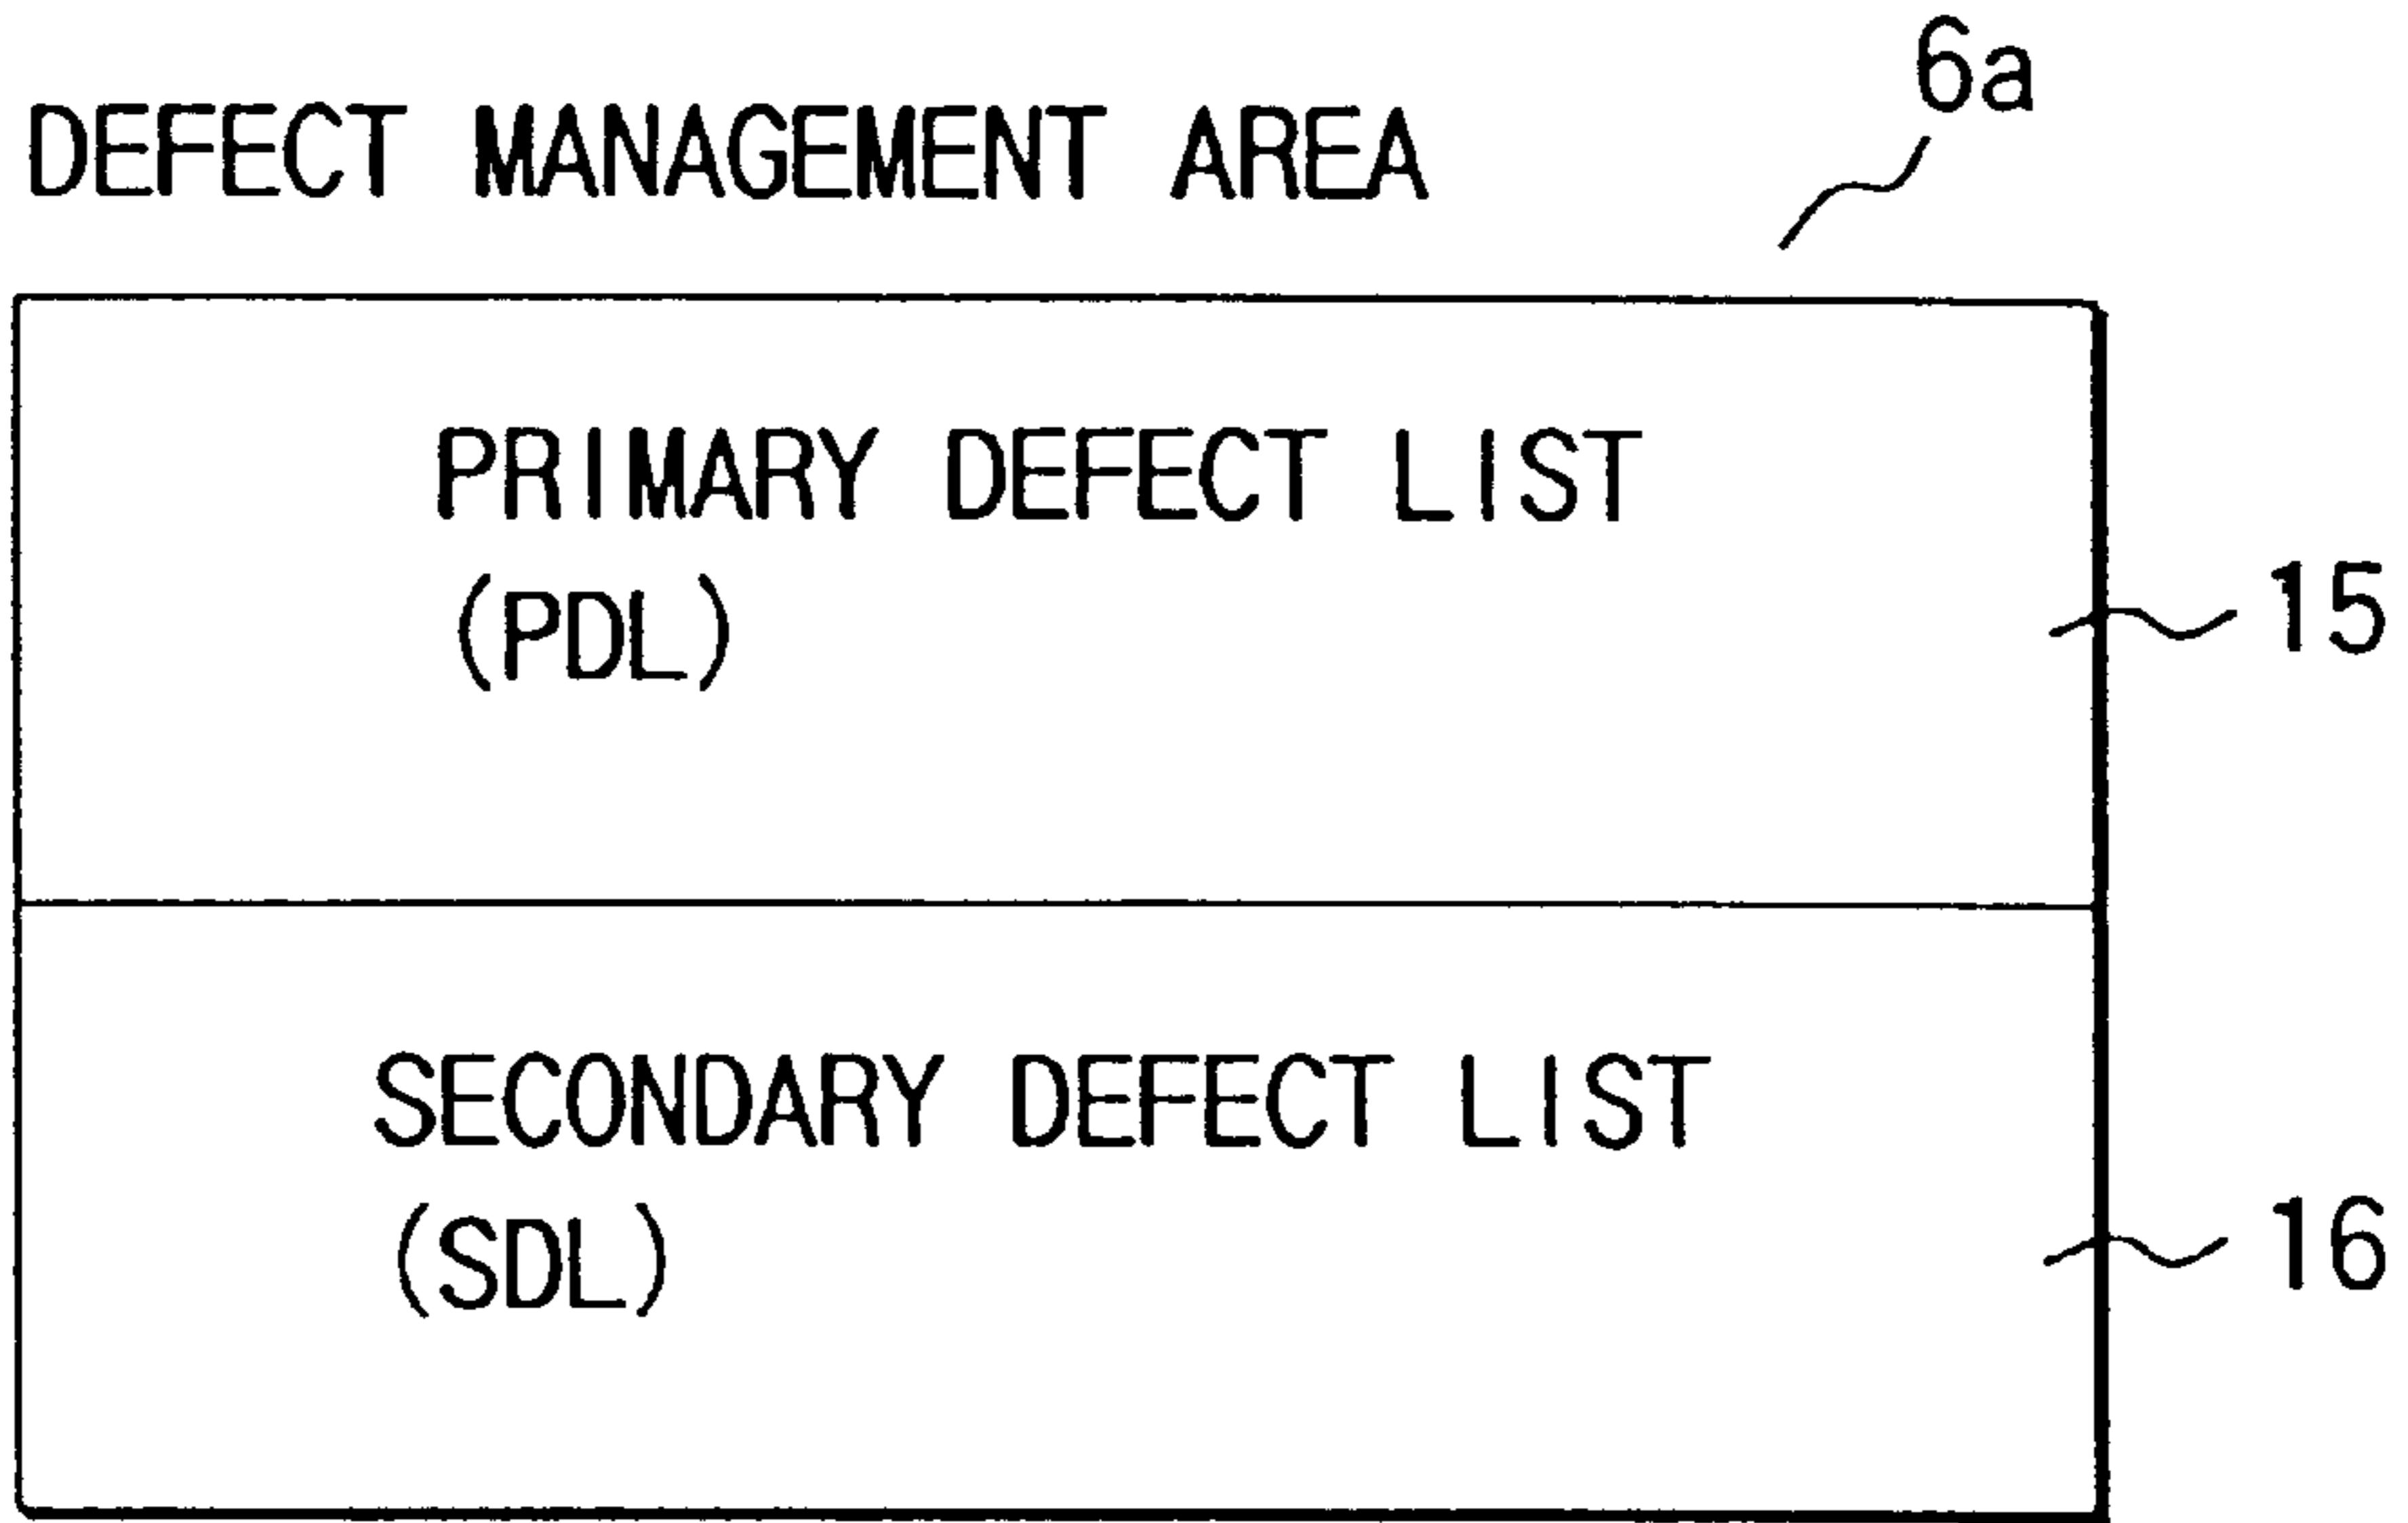 6a
DEFECT MANAGEMENT AREA
PRIMARY DEFECT LIST
(PDL)
15
SECONDARY DEFECT LIST
(SDL)
16